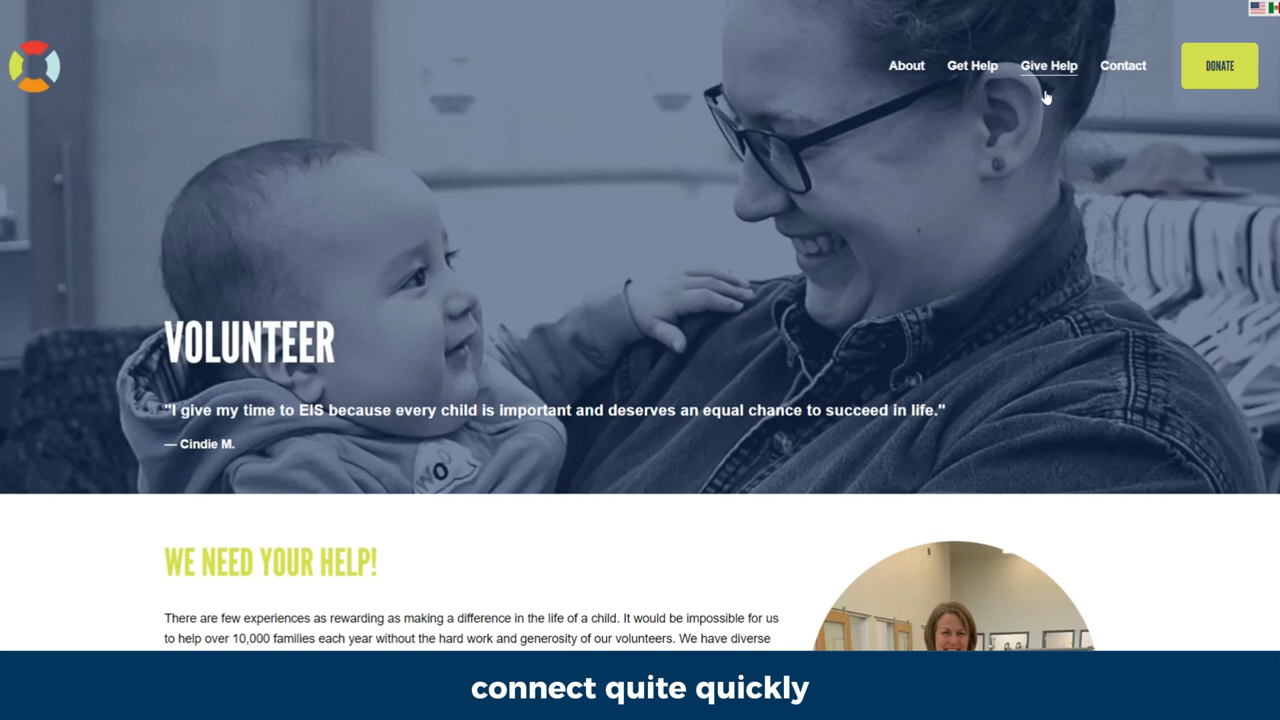 About Get Help Give Help Contact DONATE
VOLUNTEER
"I give my time to EIS because every child is important and deserves an equal chance to succeed in life."
— Cindie M.
WE NEED YOUR HELP!
There are few experiences as rewarding as making a difference in the life of a child. It would be impossible for us
to help over 10,000 families each year without the hard work and generosity of our volunteers. We have diverse
connect quite quickly